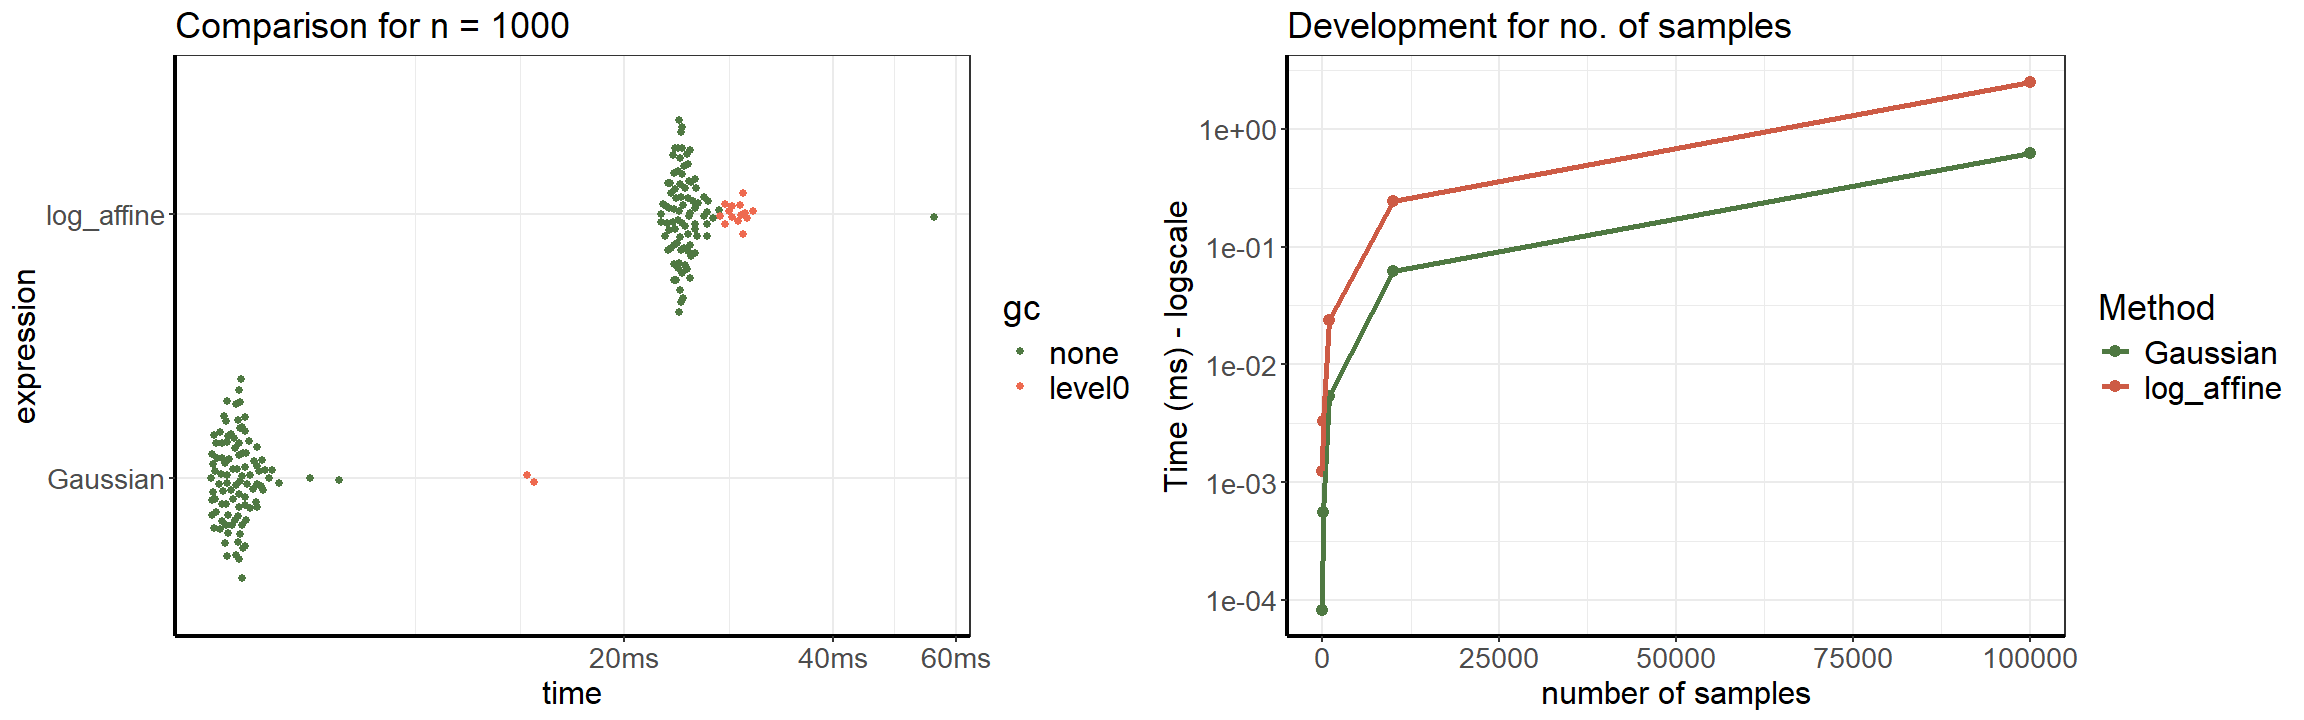 Comparison for n = 1000
expression
log_affine
Gaussian
20ms
40ms
60ms
time
gc
none
level0
Development for no. of samples
Time (ms) - logscale
1e+00
1e-01
1e-02
1e-03
1e-04
0
25000
50000
75000
100000
number of samples
Method
Gaussian
log_affine